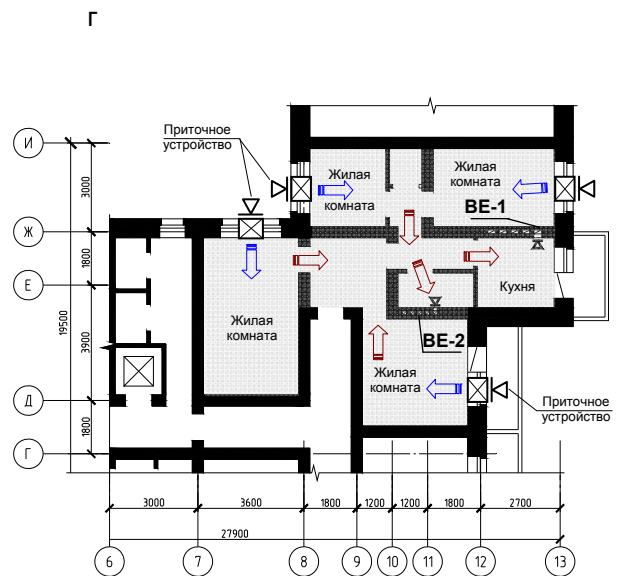 г
Приточное
устройство
И
Ж
Е
Д
Г
3000
1800
3900
1800
19500
Жилая
комната
Жилая
комната
ВЕ-1
Кухня
Жилая
комната
ВЕ-2
Жилая
комната
Приточное
устройство
3000
3600
1800
1200
1200
1800
2700
27900
6
7
8
9
10
11
12
13